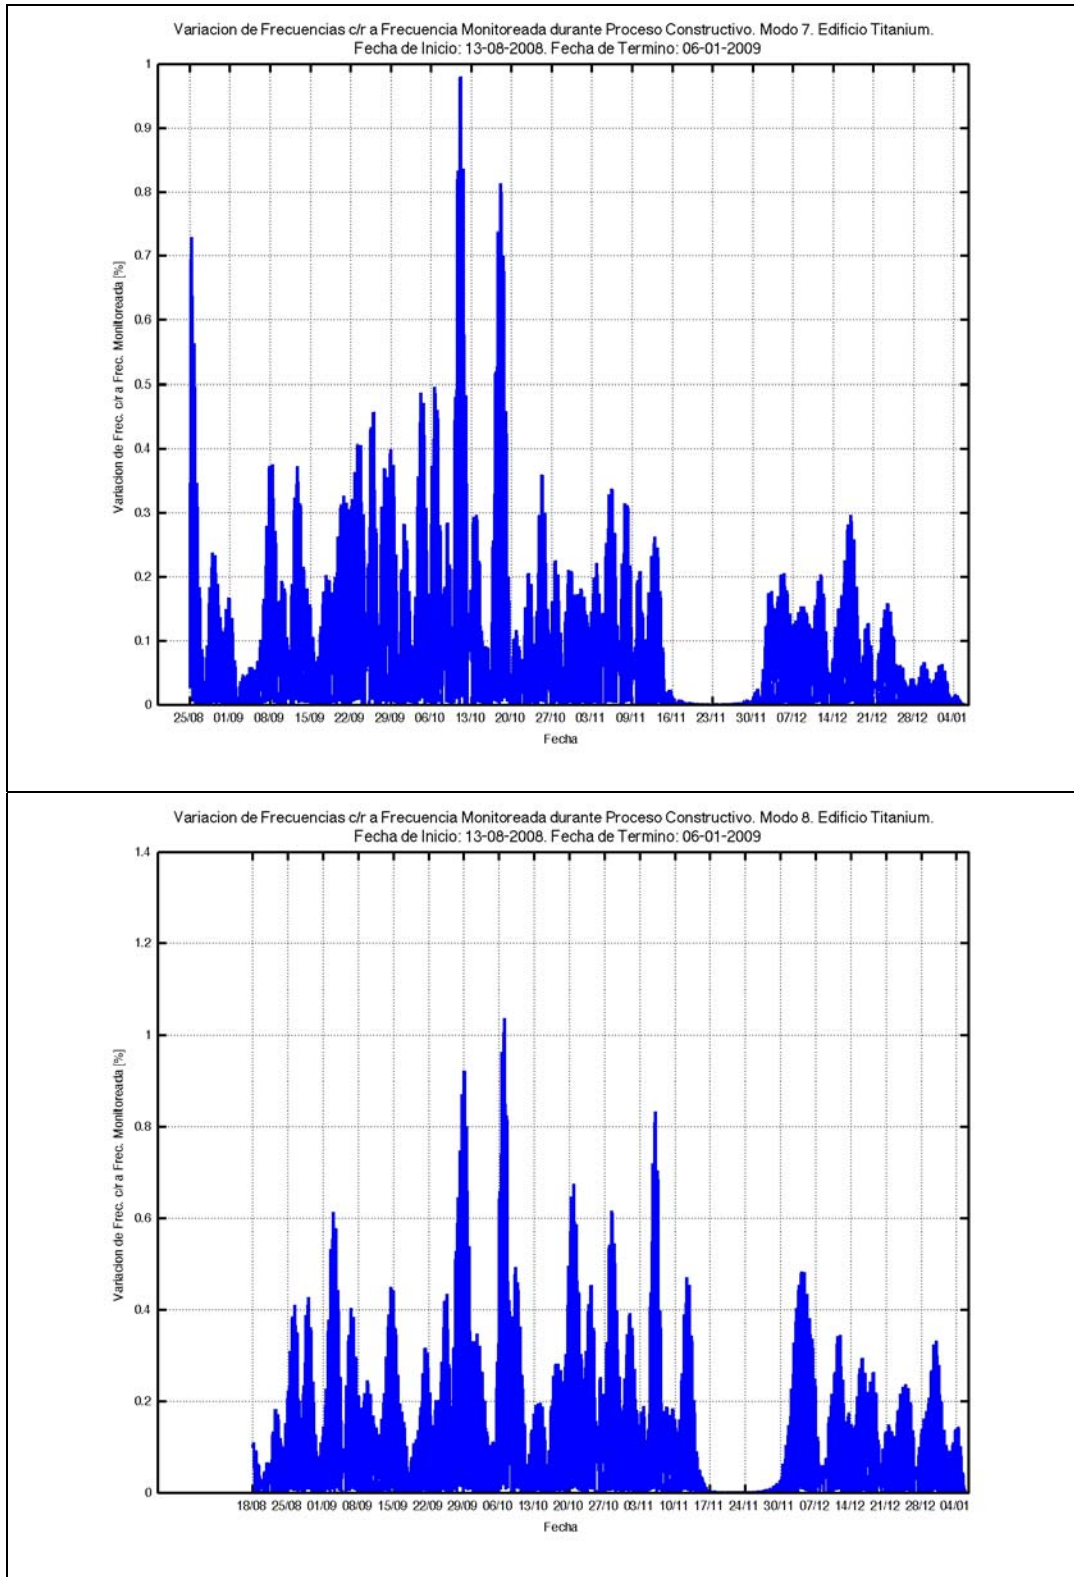 Variacion de Frecuencias c/r a Frecuencia Monitoreada durante Proceso Constructivo. Modo 7. Edificio Titanium.
Fecha de Inicio: 13-08-2008. Fecha de Termino: 06-01-2009
1
0.9
0.8
0.7
0.6
0.5
0.4
0.3
0.2
0.1
0
Variacion de Frec. c/r a Frec. Monitoreada [%]
25/08 01/09 08/09 15/09 22/09 29/09 06/10 13/10 20/10 27/10 03/11 09/11 16/11 23/11 30/11 07/12 14/12 21/12 28/12 04/01
Fecha
Variacion de Frecuencias c/r a Frecuencia Monitoreada durante Proceso Constructivo. Modo 8. Edificio Titanium.
Fecha de Inicio: 13-08-2008. Fecha de Termino: 06-01-2009
1.4
1.2
1
0.8
0.6
0.4
0.2
0
Variacion de Frec. c/r a Frec. Monitoreada [%]
18/08 25/08 01/09 08/09 15/09 22/09 29/09 06/10 13/10 20/10 27/10 03/11 10/11 17/11 24/11 30/11 07/12 14/12 21/12 28/12 04/01
Fecha